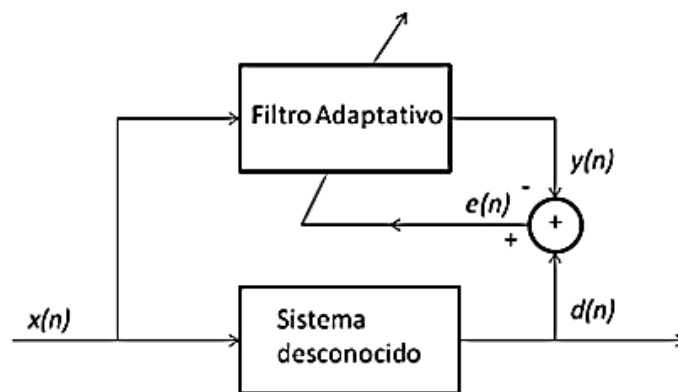 Filtro Adaptativo
y(n)
-
e(n)
+
+
x(n)
Sistema
desconocido
d(n)